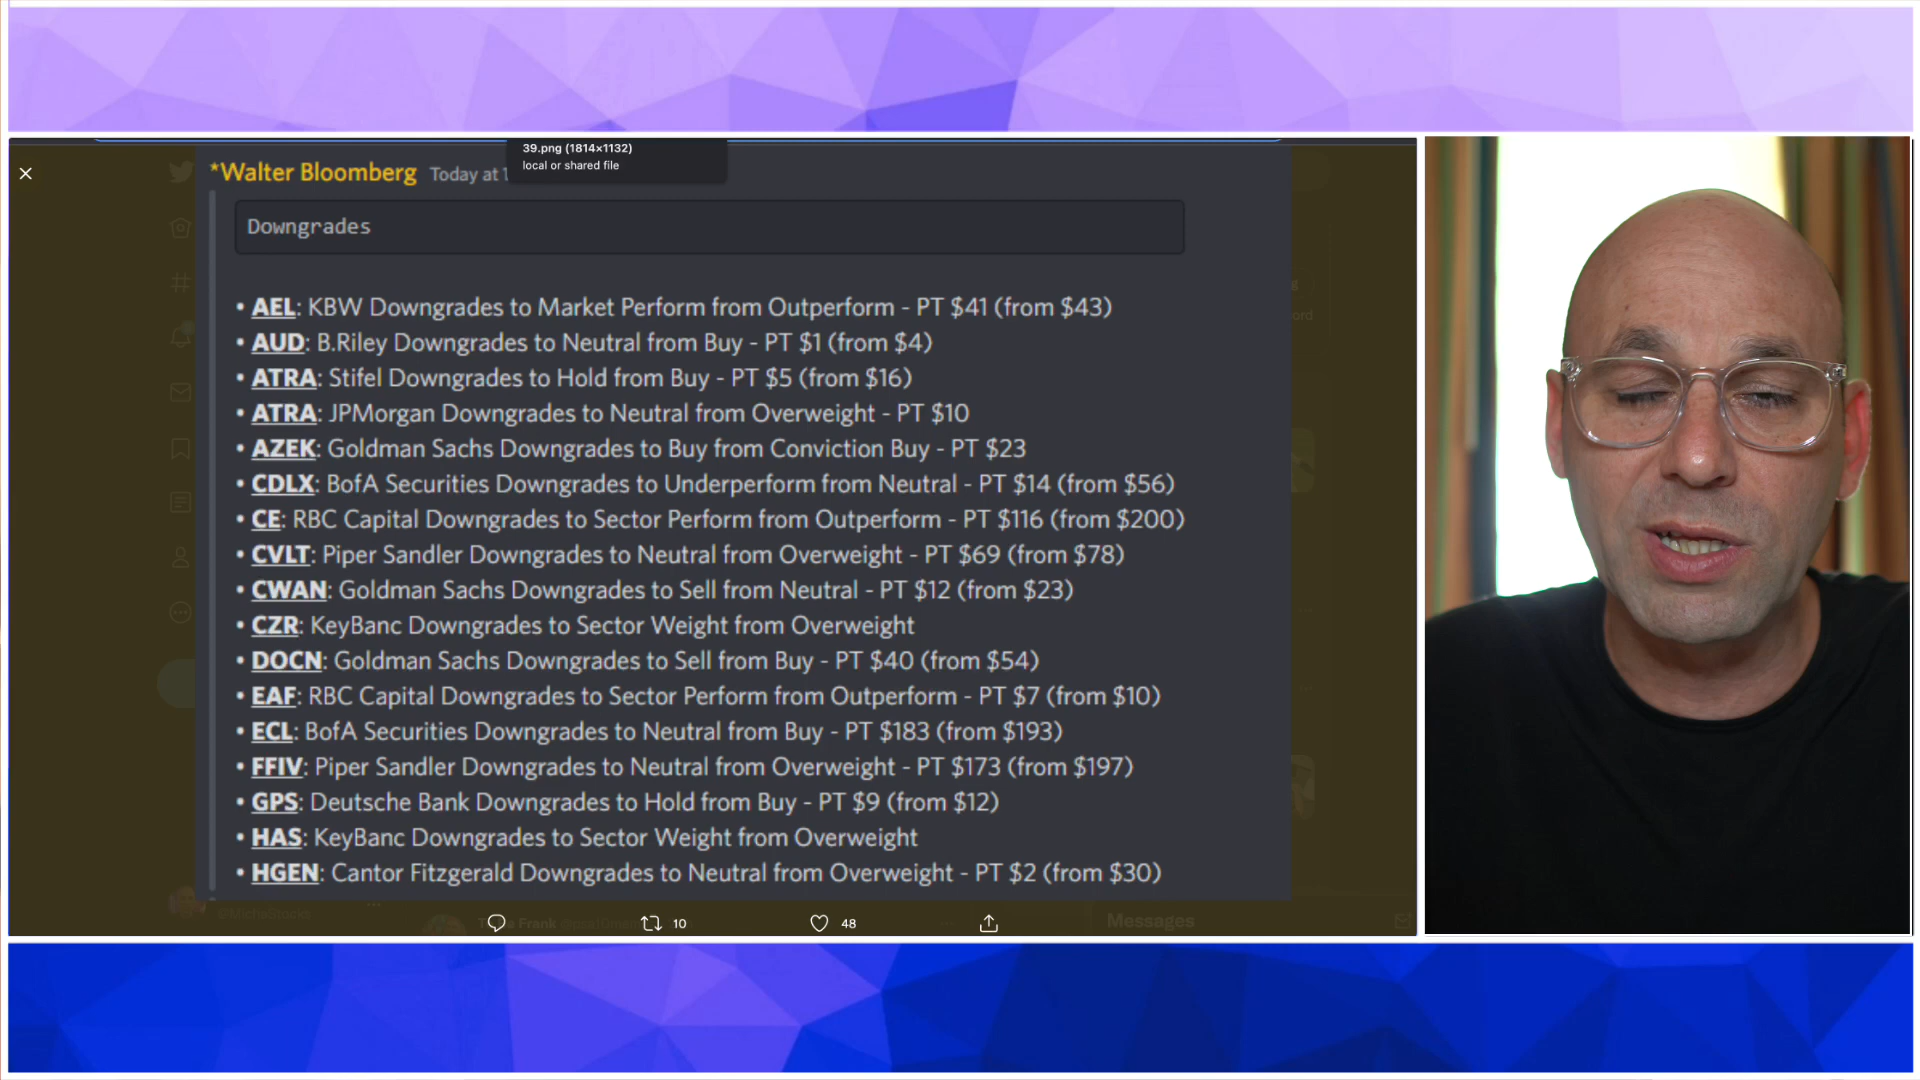 39.png (1814×1132)
local or shared file
*Walter Bloomberg Today at
Downgrades
• AEL: KBW Downgrades to Market Perform from Outperform - PT $41 (from $43)
• AUD: B.Riley Downgrades to Neutral from Buy - PT $1 (from $4)
• ATRA: Stifel Downgrades to Hold from Buy - PT $5 (from $16)
• ATRA: JPMorgan Downgrades to Neutral from Overweight - PT $10
• AZEK: Goldman Sachs Downgrades to Buy from Conviction Buy - PT $23
• CDLX: BofA Securities Downgrades to Underperform from Neutral - PT $14 (from $56)
• CE: RBC Capital Downgrades to Sector Perform from Outperform - PT $116 (from $200)
• CVLT: Piper Sandler Downgrades to Neutral from Overweight - PT $69 (from $78)
• CWAN: Goldman Sachs Downgrades to Sell from Neutral - PT $12 (from $23)
• CZR: KeyBanc Downgrades to Sector Weight from Overweight
• DOCN: Goldman Sachs Downgrades to Sell from Buy - PT $40 (from $54)
• EAF: RBC Capital Downgrades to Sector Perform from Outperform - PT $7 (from $10)
• ECL: BofA Securities Downgrades to Neutral from Buy - PT $183 (from $193)
• FFIV: Piper Sandler Downgrades to Neutral from Overweight - PT $173 (from $197)
• GPS: Deutsche Bank Downgrades to Hold from Buy - PT $9 (from $12)
• HAS: KeyBanc Downgrades to Sector Weight from Overweight
• HGEN: Cantor Fitzgerald Downgrades to Neutral from Overweight - PT $2 (from $30)
Frank
Messages
10
48